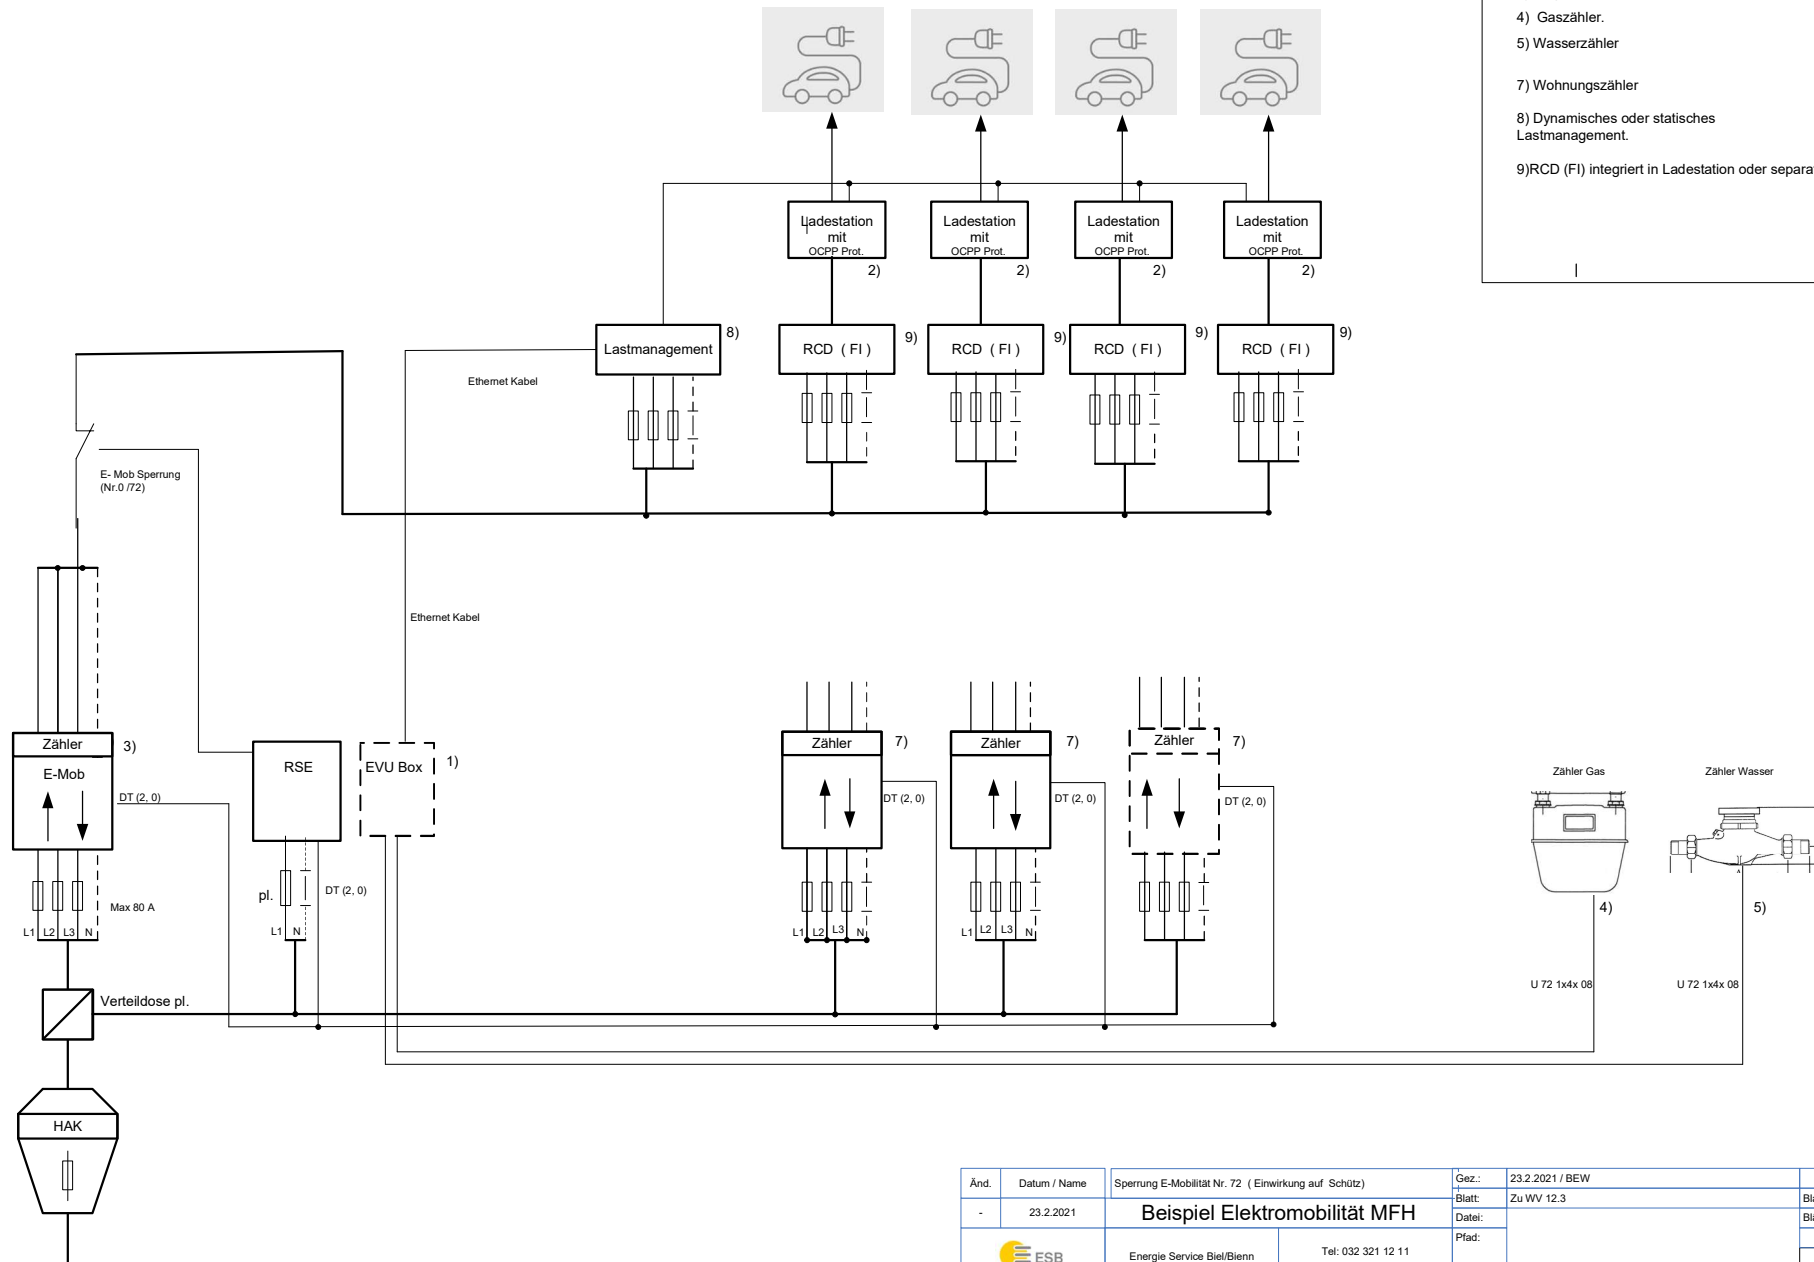 4) Gaszähler.
5) Wasserzähler
7) Wohnungszähler
8) Dynamisches oder statisches
Lastmanagement.
9)RCD (FI) integriert in Ladestation oder
Ladestation
mit
OCPP Prot.
2)
Ladestation
mit
OCPP Prot.
2)
Ladestation
mit
OCPP Prot.
2)
Ladestation
mit
OCPP Prot.
2)
Lastmanagement
8)
RCD ( FI )
9)
RCD ( FI )
9)
RCD ( FI )
9)
RCD ( FI )
9)
Ethernet Kabel
E- Mob Sperrung
(Nr.0 /72)
Ethernet Kabel
Zähler
3)
E-Mob
DT (2, 0)
Max 80 A
L1 L2 L3 N
RSE
pl.
DT (2, 0)
L1 N
EVU Box
1)
Zähler
7)
DT (2, 0)
L1 L2 L3 N
Zähler
7)
DT (2, 0)
L1 L2 L3 N
Zähler
7)
DT (2, 0)
Zähler Gas
4)
U 72 1x4x 08
Zähler Wasser
5)
U 72 1x4x 08
Verteildose pl.
HAK
Änd.
Datum / Name
Sperrung E-Mobilität Nr. 72 ( Einwirkung auf Schütz)
Gez.:
23.2.2021 / BEW
-
23.2.2021
Beispiel Elektromobilität MFH
Blatt:
Zu WV 12.3
Datei:
Pfad:
ESB
Energie Service Biel/Bienn
Tel: 032 321 12 11